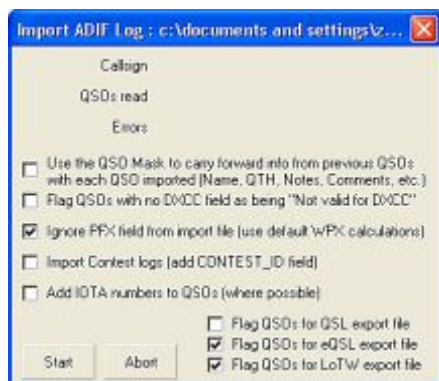 Import ADIF Log : c:\documents and settings\z...
Callsign
QSOs read
Errors
Use the QSO Mask to carry forward info from previous QSOs
with each QSO imported (Name, QTH, Notes, Comments, etc.)
Flag QSOs with no DXCC field as being "Not valid for DXCC"
Ignore PFX field from import file (use default WPX calculations)
Import Contest logs (add CONTEST_ID field)
Add IOTA numbers to QSOs (where possible)
Flag QSOs for QSL export file
Flag QSOs for eQSL export file
Flag QSOs for LoTW export file
Start
Abort